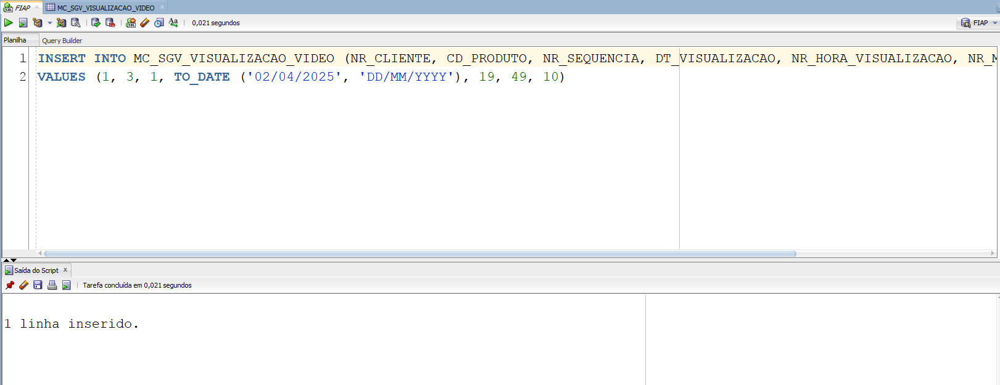 FIAP MC_SGV_VISUALIZACAO_VIDEO
0,021 segundos FIAP
Planilha Query Builder
1 INSERT INTO MC_SGV_VISUALIZACAO_VIDEO (NR_CLIENTE, CD_PRODUTO, NR_SEQUENCIA, DT_VISUALIZACAO, NR_HORA_VISUALIZACAO, NR_M
2 VALUES (1, 3, 1, TO_DATE ('02/04/2025', 'DD/MM/YYYY'), 19, 49, 10)
Saída do Script x
Tarefa concluída em 0,021 segundos
1 linha inserido.